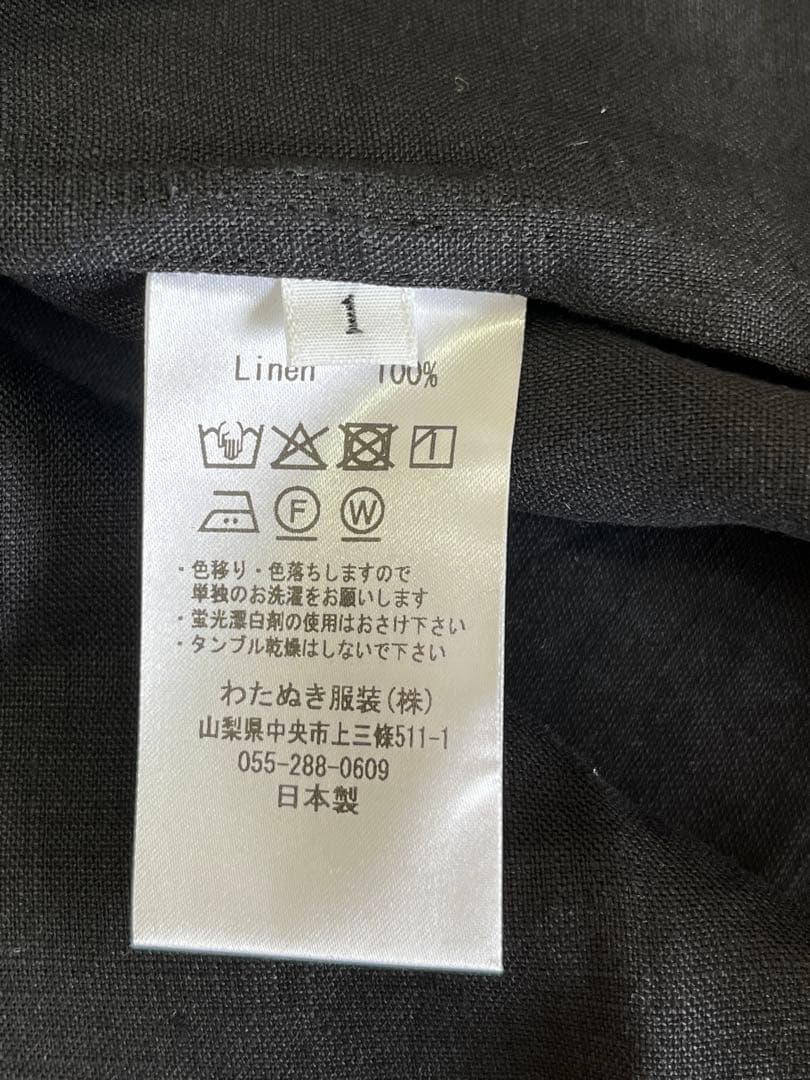 1
Linen 100%
F W
・色移り・色落ちしますので
単独のお洗濯をお願いします
・蛍光漂白剤の使用はおさけ下さい
・タンブル乾燥はしないで下さい
わたぬき服装(株)
山梨県中央市上三條511-1
055-288-0609
日本製